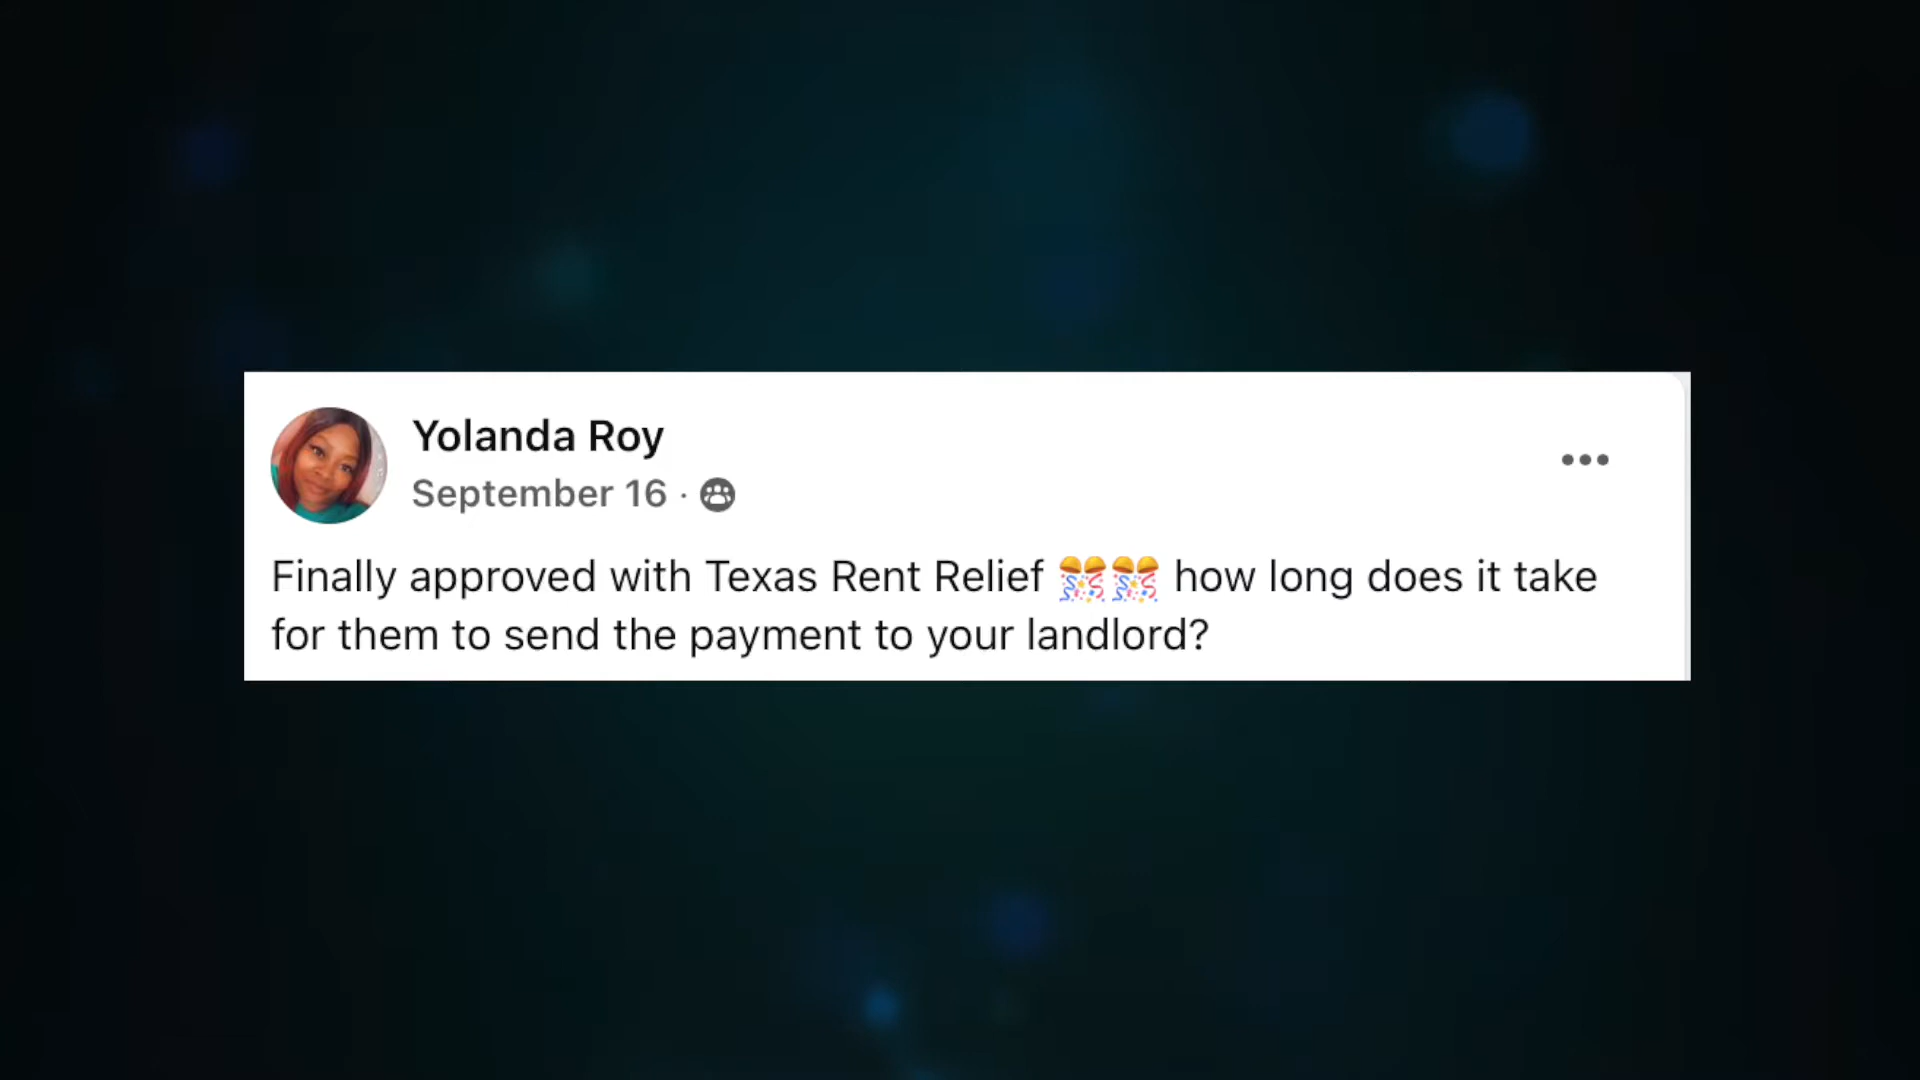 Yolanda Roy
September 16 ·
Finally approved with Texas Rent Relief 🎊🎊 how long does it take
for them to send the payment to your landlord?